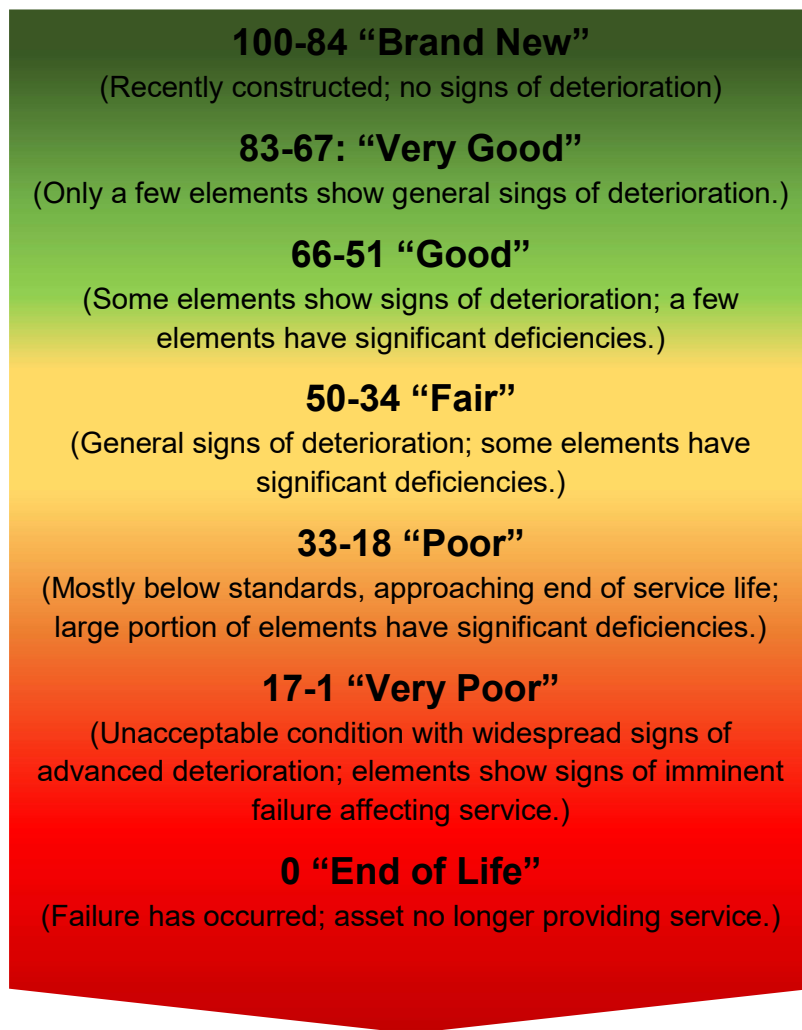 100-84 “Brand New”
(Recently constructed; no signs of deterioration)
83-67: “Very Good”
(Only a few elements show general sings of deterioration.)
66-51 “Good”
(Some elements show signs of deterioration; a few
elements have significant deficiencies.)
50-34 “Fair”
(General signs of deterioration; some elements have
significant deficiencies.)
33-18 “Poor”
(Mostly below standards, approaching end of service life;
large portion of elements have significant deficiencies.)
17-1 “Very Poor”
(Unacceptable condition with widespread signs of
advanced deterioration; elements show signs of imminent
failure affecting service.)
0 “End of Life”
(Failure has occurred; asset no longer providing service.)